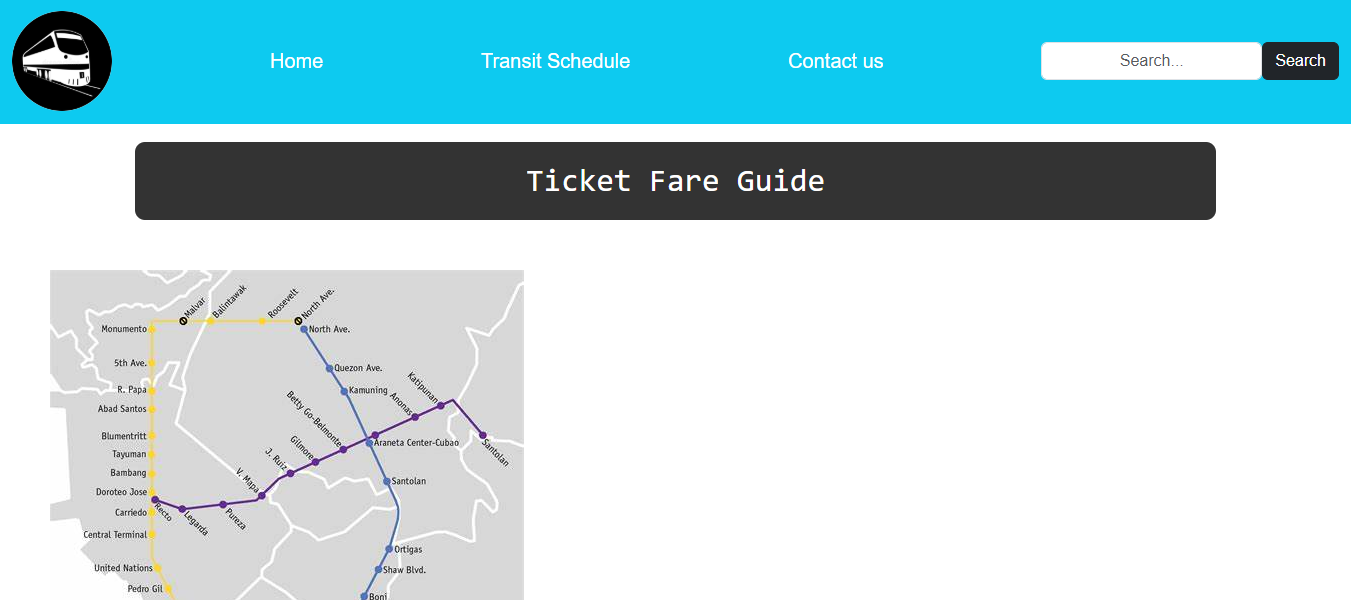 Home
Transit Schedule
Contact us
Search...
Search
Ticket Fare Guide
Malvar
Balintawak
Roosevelt
North Ave.
Monumento
North Ave.
5th Ave.
Quezon Ave.
R. Papa
Kamuning
Anonas
Katipunan
Abad Santos
Betty Go-Belmonte
Blumentritt
Gilmore
Araneta Center-Cubao
Santolan
Tayuman
J. Ruiz
Bambang
V. Mapa
Santolan
Doroteo Jose
Recto
Carriedo
Legarda
Pureza
Central Terminal
Ortigas
United Nations
Shaw Blvd.
Pedro Gil
Boni